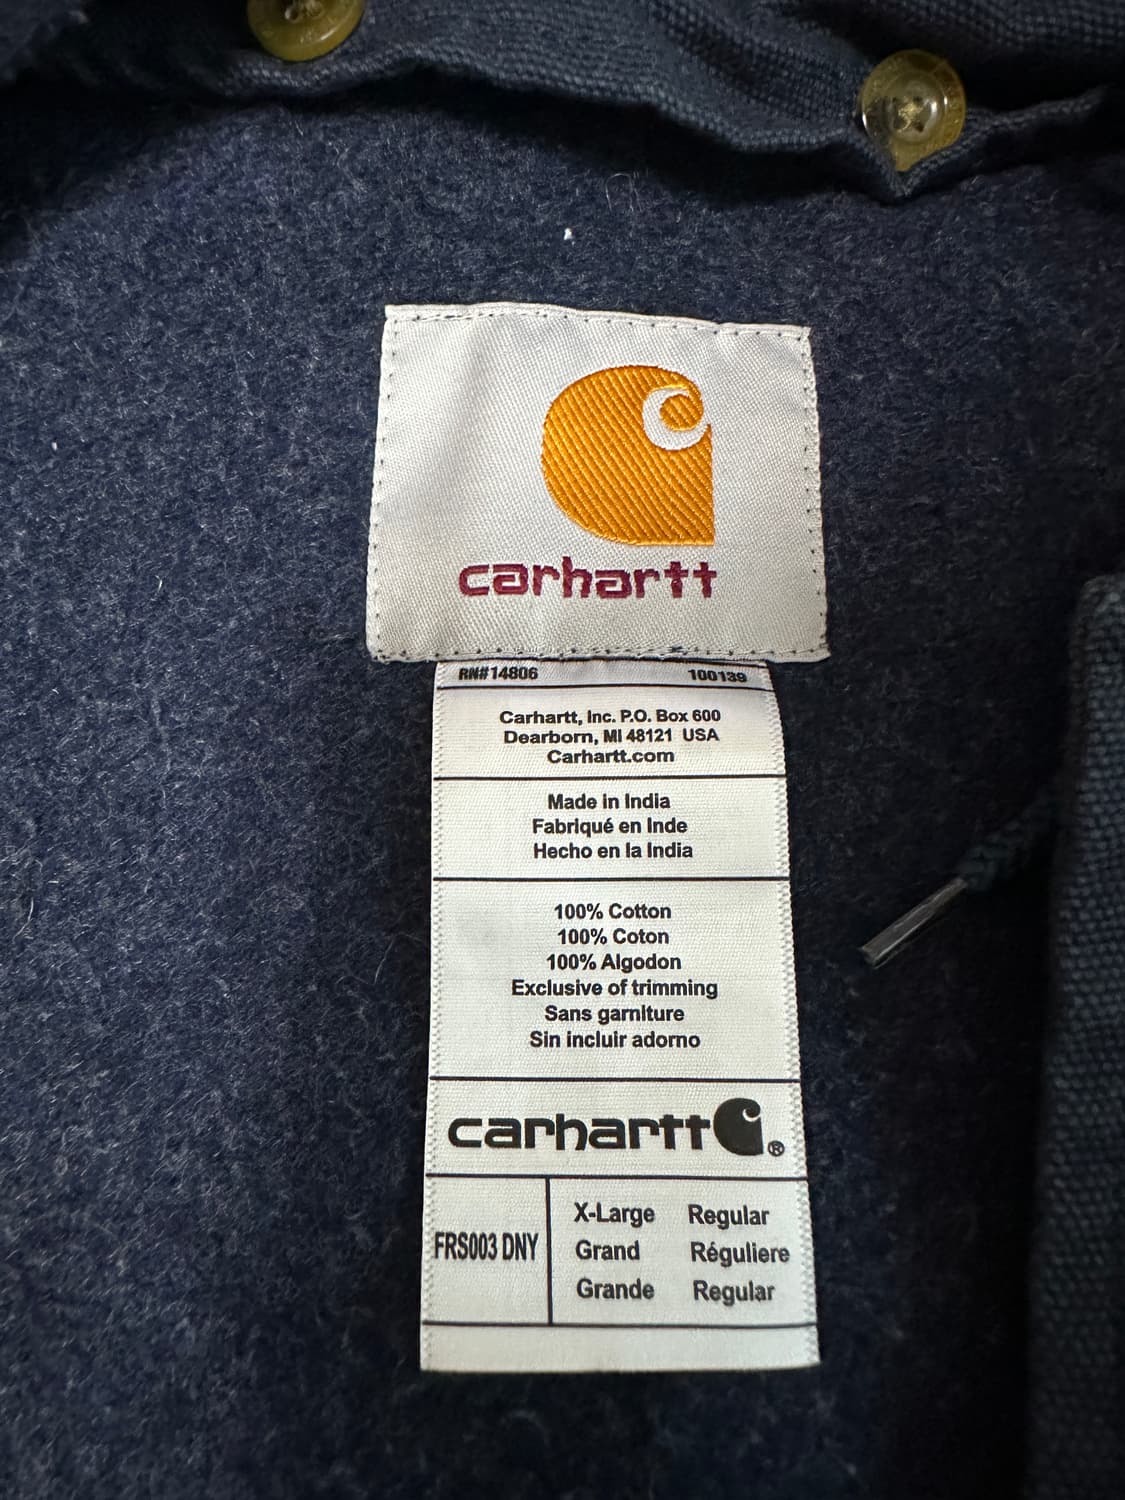 carhartt
RN#14806 100139
Carhartt, Inc. P.O. Box 600
Dearborn, MI 48121 USA
Carhartt.com
Made in India
Fabriqué en Inde
Hecho en la India
100% Cotton
100% Coton
100% Algodon
Exclusive of trimming
Sans garniture
Sin incluir adorno
carhartt ®
FRS003 DNY
X-Large Regular
Grand Réguliere
Grande Regular